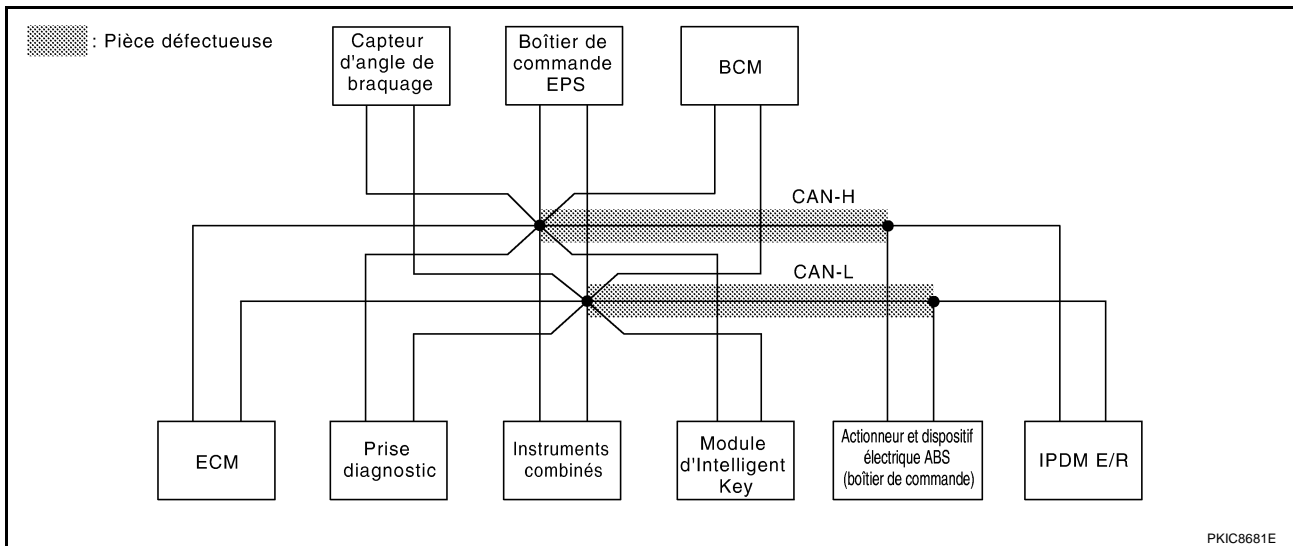 : Pièce défectueuse
Capteur
d'angle de
braquage
Boîtier de
commande
EPS
BCM
CAN-H
CAN-L
ECM
Prise
diagnostic
Instruments
combinés
Module
d'Intelligent
Key
Actionneur et dispositif
électrique ABS
(boîtier de commande)
IPDM E/R
PKIC8681E